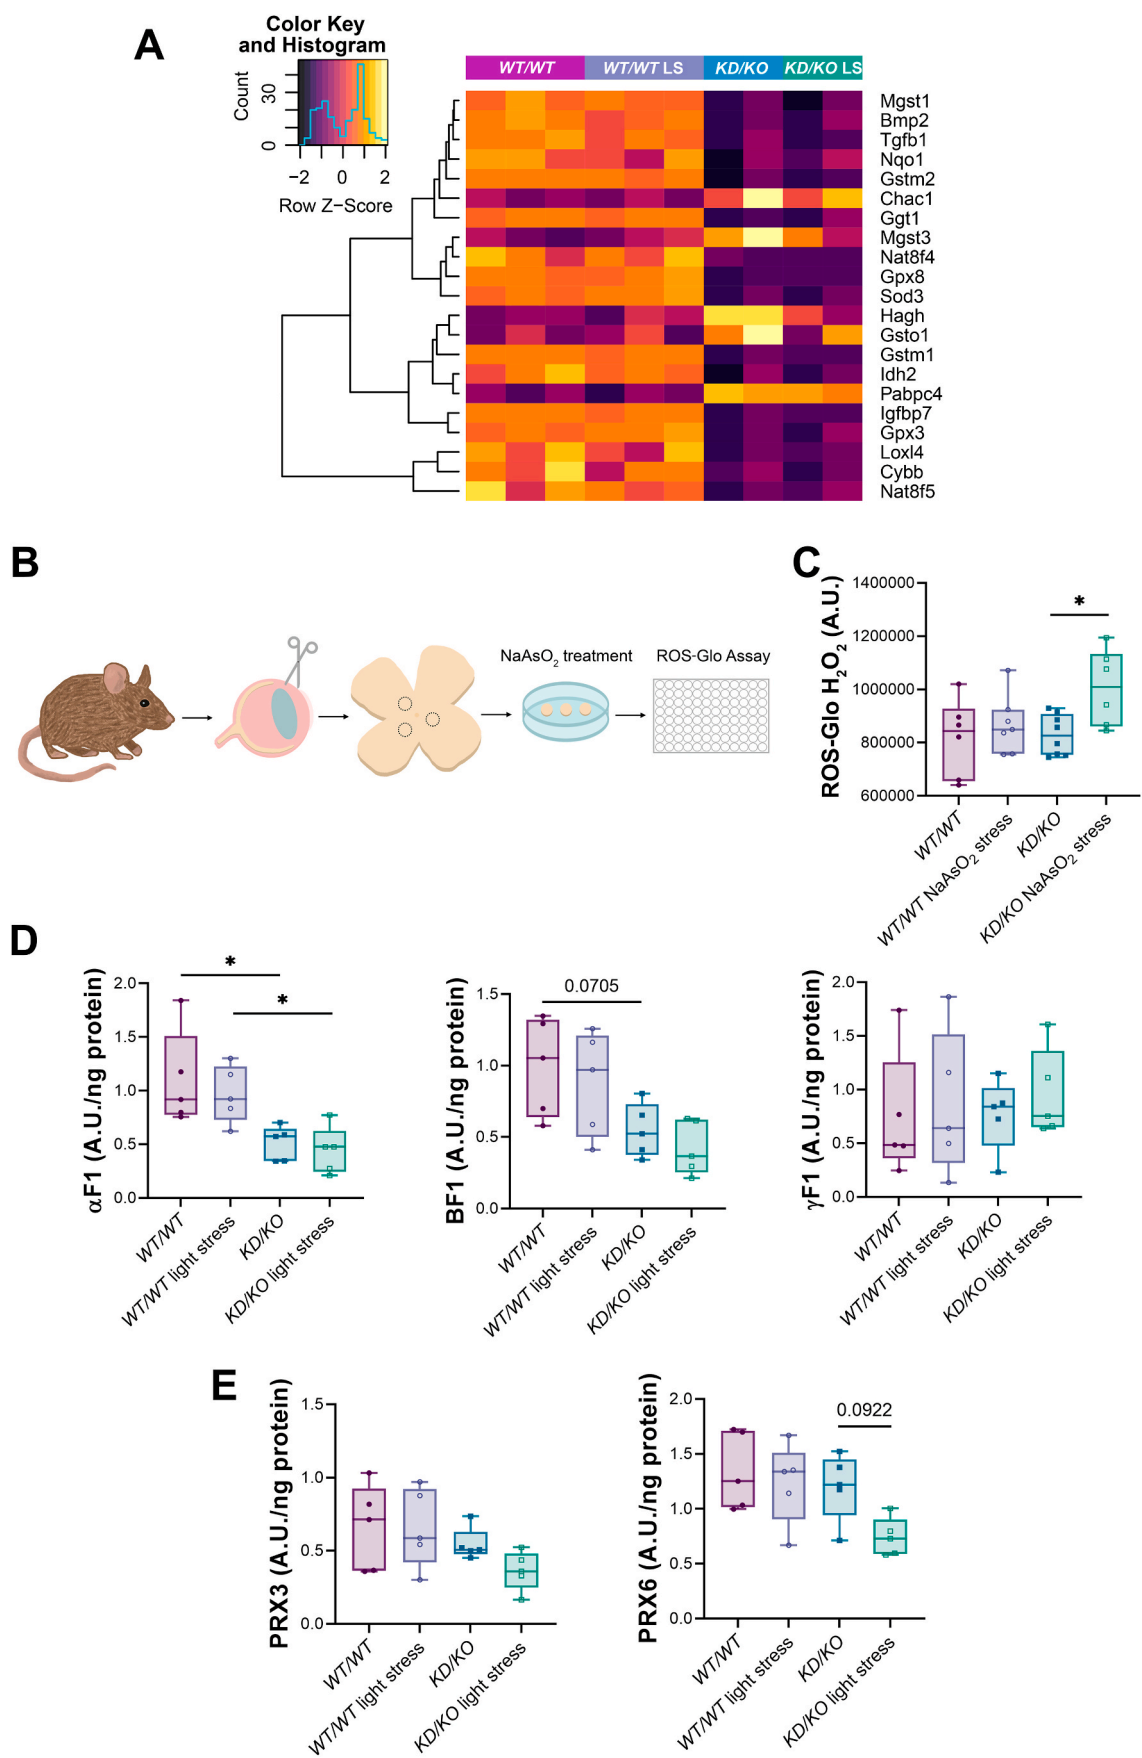 A
Color Key
and Histogram
Count
0
30
−2
0
2
Row Z−Score
WT/WT
WT/WT LS
KD/KO
KD/KO LS
Mgst1
Bmp2
Tgfb1
Nqo1
Gstm2
Chac1
Ggt1
Mgst3
Nat8f4
Gpx8
Sod3
Hagh
Gsto1
Gstm1
Idh2
Pabpc4
Igfbp7
Gpx3
Loxl4
Cybb
Nat8f5
B
NaAsO2 treatment
ROS-Glo Assay
C
ROS-Glo H2O2 (A.U.)
1400000
1200000
1000000
800000
600000
*
WT/WT
WT/WT NaAsO2 stress
KD/KO
KD/KO NaAsO2 stress
D
αF1 (A.U./ng protein)
2.0
1.5
1.0
0.5
0.0
*
*
WT/WT
WT/WT light stress
KD/KO
KD/KO light stress
BF1 (A.U./ng protein)
1.5
1.0
0.5
0.0
0.0705
WT/WT
WT/WT light stress
KD/KO
KD/KO light stress
γF1 (A.U./ng protein)
2.0
1.5
1.0
0.5
0.0
WT/WT
WT/WT light stress
KD/KO
KD/KO light stress
E
PRX3 (A.U./ng protein)
1.5
1.0
0.5
0.0
WT/WT
WT/WT light stress
KD/KO
KD/KO light stress
PRX6 (A.U./ng protein)
2.0
1.5
1.0
0.5
0.0
0.0922
WT/WT
WT/WT light stress
KD/KO
KD/KO light stress